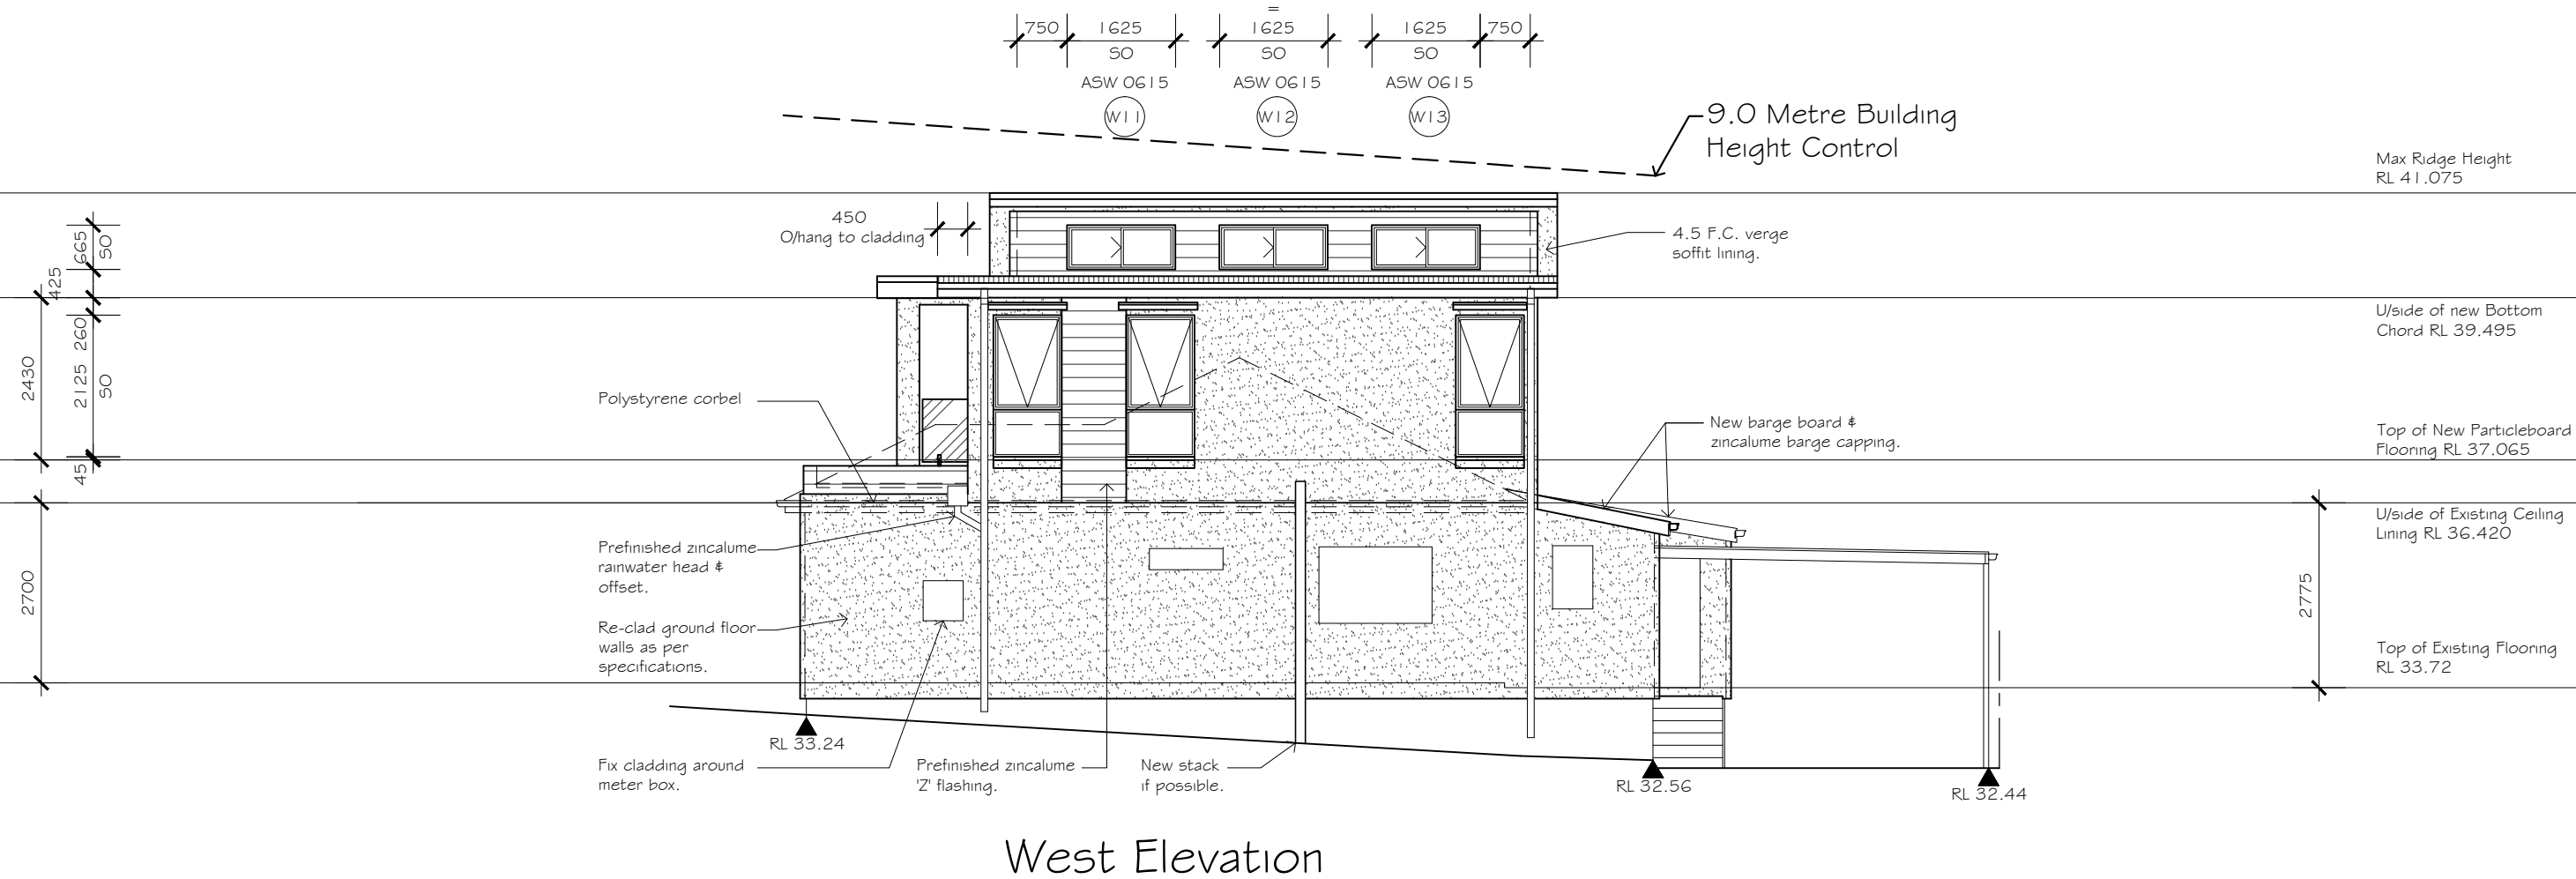 =
750 1625 1625 1625 750
SO SO SO
ASW 0615 ASW 0615 ASW 0615
W11 W12 W13
9.0 Metre Building
Height Control
Max Ridge Height
RL 41.075
450
O/hang to cladding
4.5 F.C. verge
soffit lining.
665
SO
425
260
2430
2125
SO
45
2700
U/side of new Bottom
Chord RL 39.495
Polystyrene corbel
New barge board &
zincalume barge capping.
Top of New Particleboard
Flooring RL 37.065
U/side of Existing Ceiling
Lining RL 36.420
Prefinished zincalume
rainwater head &
offset.
2775
Re-clad ground floor
walls as per
specifications.
Top of Existing Flooring
RL 33.72
RL 33.24
Fix cladding around
meter box.
Prefinished zincalume
'Z' flashing.
New stack
if possible.
RL 32.56
RL 32.44
West Elevation